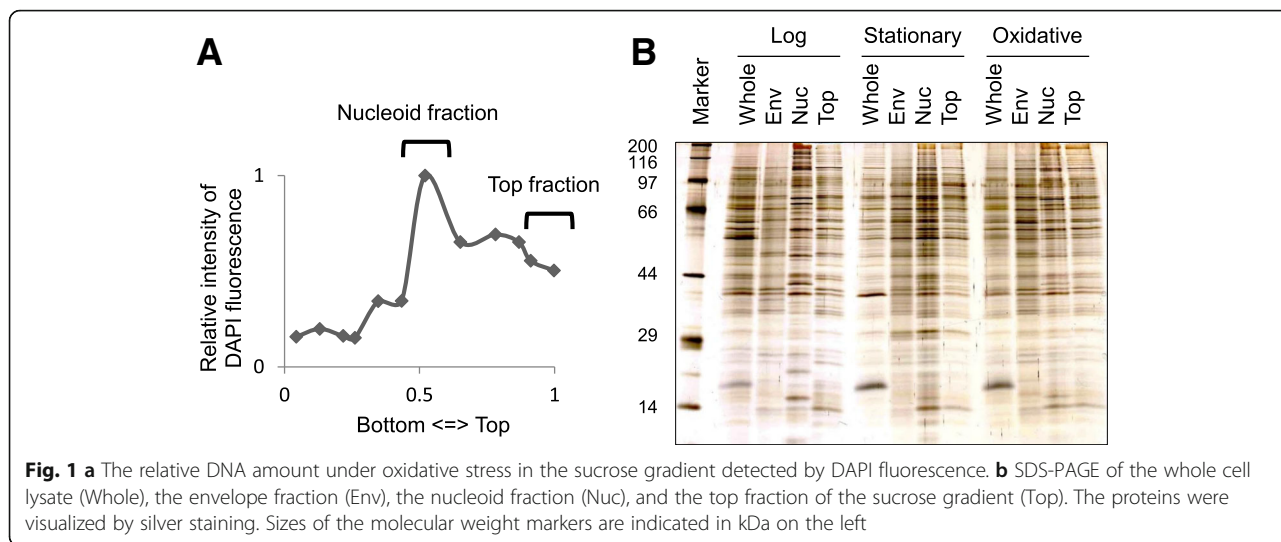 A
Nucleoid fraction
Top fraction
Relative intensity of
DAPI fluorescence
1
0
0
0.5
1
Bottom <=> Top
B
Log
Stationary
Oxidative
Marker
Whole
Env
Nuc
Top
Whole
Env
Nuc
Top
Whole
Env
Nuc
Top
200
116
97
66
44
29
14
Fig. 1 a The relative DNA amount under oxidative stress in the sucrose gradient detected by DAPI fluorescence. b SDS-PAGE of the whole cell
lysate (Whole), the envelope fraction (Env), the nucleoid fraction (Nuc), and the top fraction of the sucrose gradient (Top). The proteins were
visualized by silver staining. Sizes of the molecular weight markers are indicated in kDa on the left